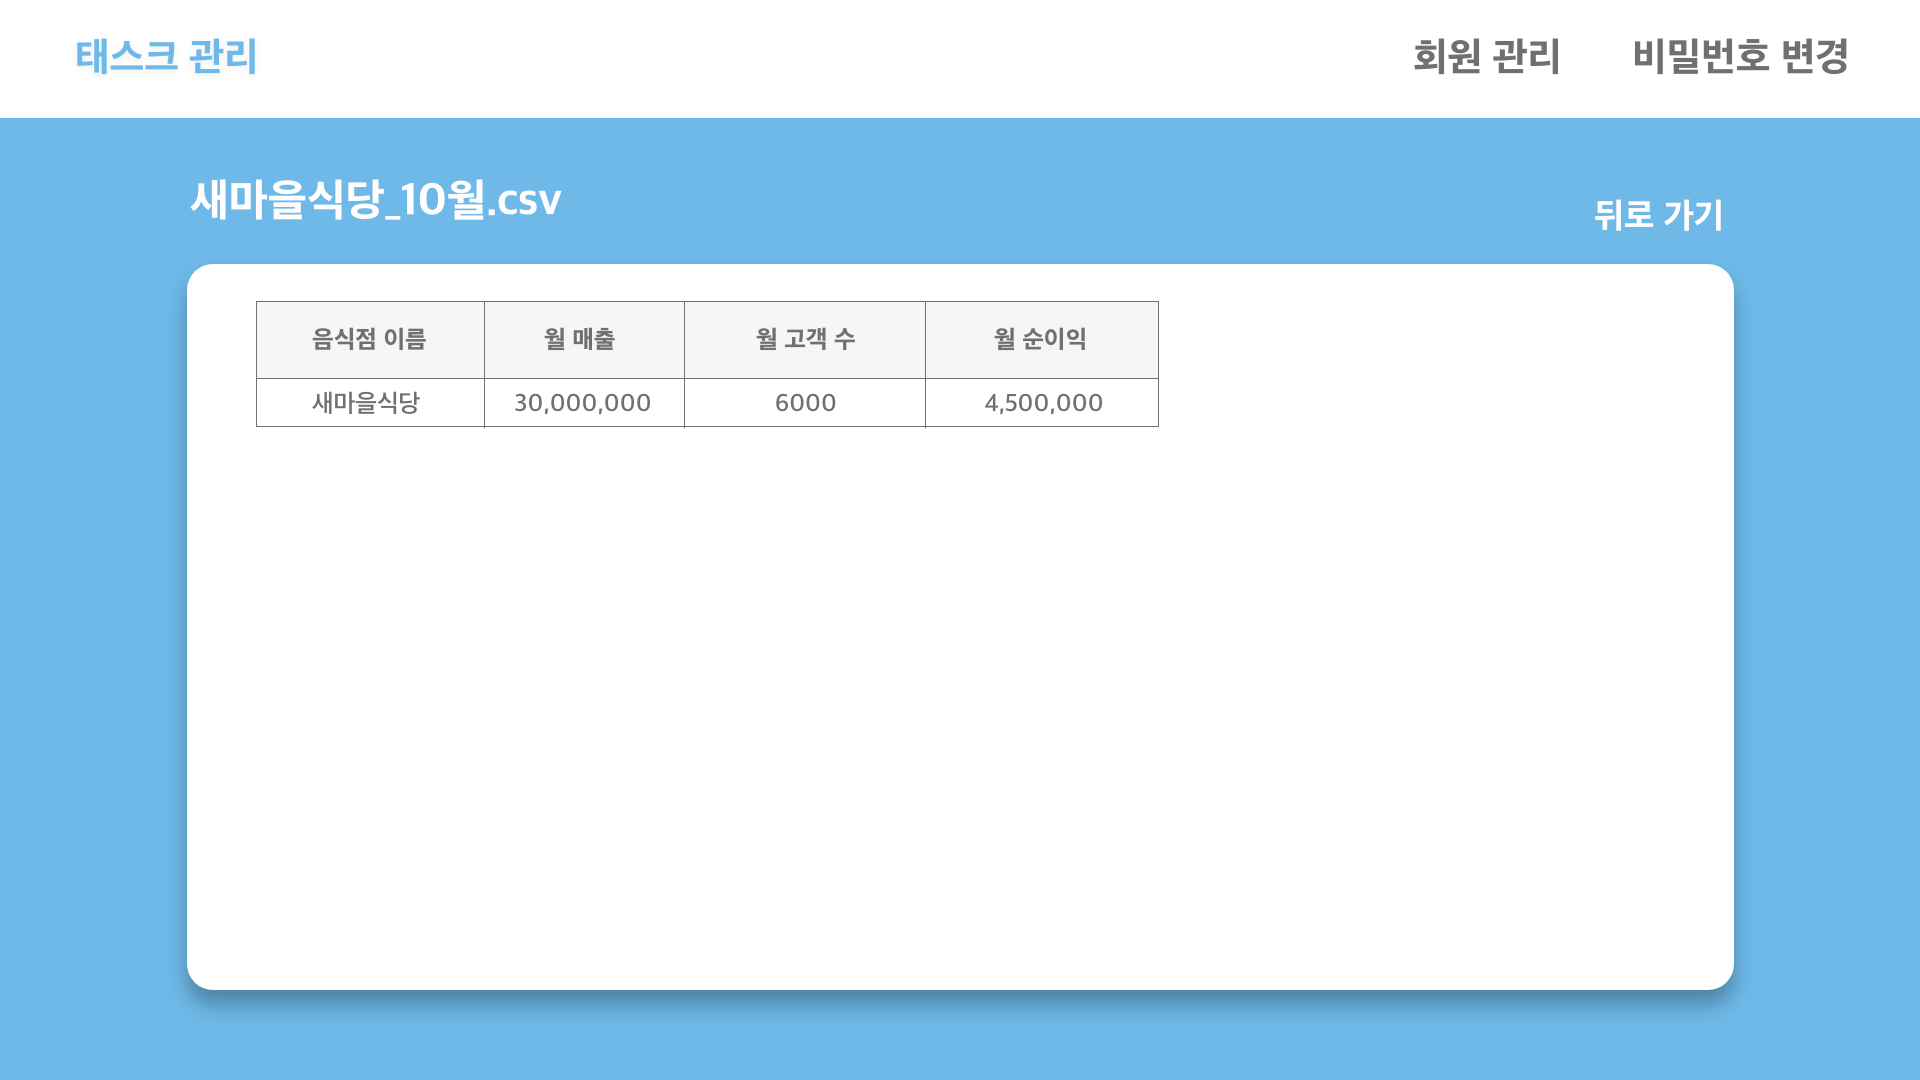 태스크 관리 회원 관리 비밀번호 변경
새마을식당_10월.csv
뒤로 가기
음식점 이름 월 매출 월 고객 수 월 순이익
새마을식당 30,000,000 6000 4,500,000